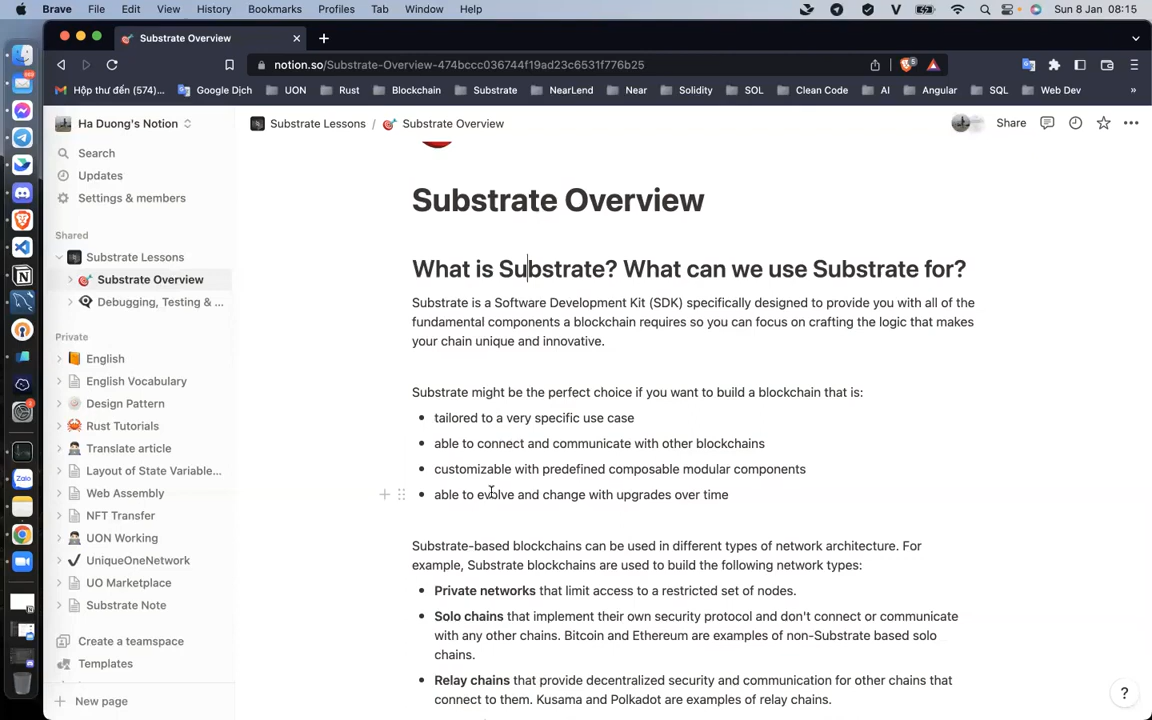 Brave File Edit View History Bookmarks Profiles Tab Window Help Sun 8 Jan 08:15
Substrate Overview
notion.so/Substrate-Overview-474bccc036744f19ad23c6531f776b25
Hộp thư đến (574)... Google Dịch UON Rust Blockchain Substrate NearLend Near Solidity SOL Clean Code AI Angular SQL Web Dev »
Ha Duong's Notion
Substrate Lessons / Substrate Overview
Share
Search
Updates
Settings & members
Shared
Substrate Lessons
Substrate Overview
Debugging, Testing & ...
Private
English
English Vocabulary
Design Pattern
Rust Tutorials
Translate article
Layout of State Variable...
Web Assembly
NFT Transfer
UON Working
UniqueOneNetwork
UO Marketplace
Substrate Note
Create a teamspace
Templates
New page
Substrate Overview
What is Substrate? What can we use Substrate for?
Substrate is a Software Development Kit (SDK) specifically designed to provide you with all of the
fundamental components a blockchain requires so you can focus on crafting the logic that makes
your chain unique and innovative.
Substrate might be the perfect choice if you want to build a blockchain that is:
• tailored to a very specific use case
• able to connect and communicate with other blockchains
• customizable with predefined composable modular components
• able to evolve and change with upgrades over time
Substrate-based blockchains can be used in different types of network architecture. For
example, Substrate blockchains are used to build the following network types:
• Private networks that limit access to a restricted set of nodes.
• Solo chains that implement their own security protocol and don't connect or communicate
with any other chains. Bitcoin and Ethereum are examples of non-Substrate based solo
chains.
• Relay chains that provide decentralized security and communication for other chains that
connect to them. Kusama and Polkadot are examples of relay chains.
?